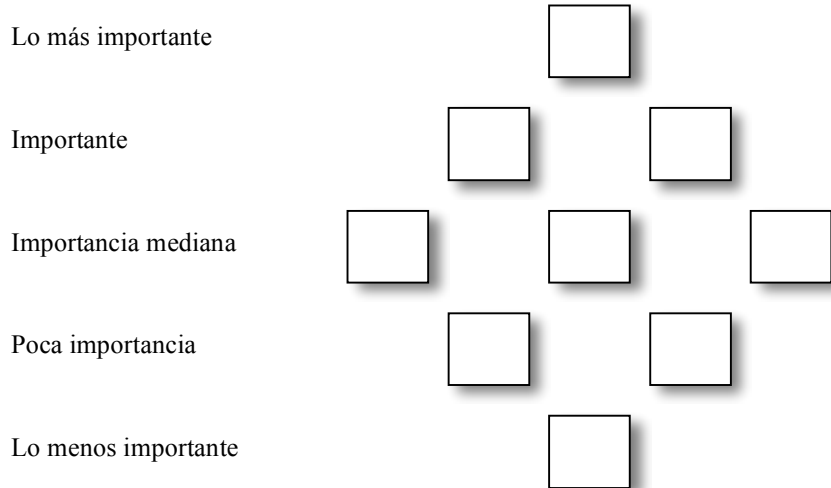 Lo más importante
Importante
Importancia mediana
Poca importancia
Lo menos importante